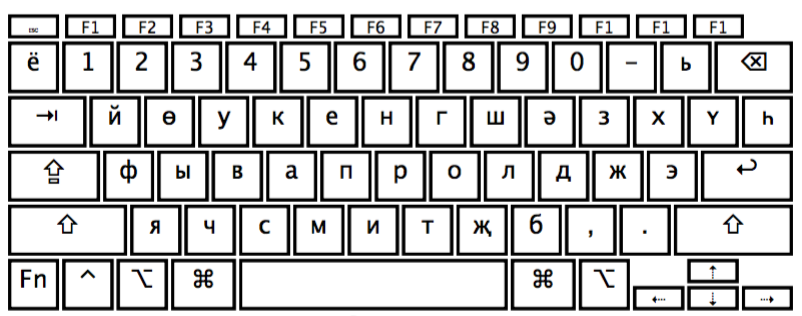 esc F1 F2 F3 F4 F5 F6 F7 F8 F9 F1 F1 F1
ё 1 2 3 4 5 6 7 8 9 0 – ь ⌫
⇥ й ө у к е н г ш ә з х ү һ
⇪ ф ы в а п р о л д ж э ↩
⇧ я ч с м и т җ б , . ⇧
Fn ^ ⌥ ⌘ ⌘ ⌥ ⇠ ⇡ ⇣ ⇢